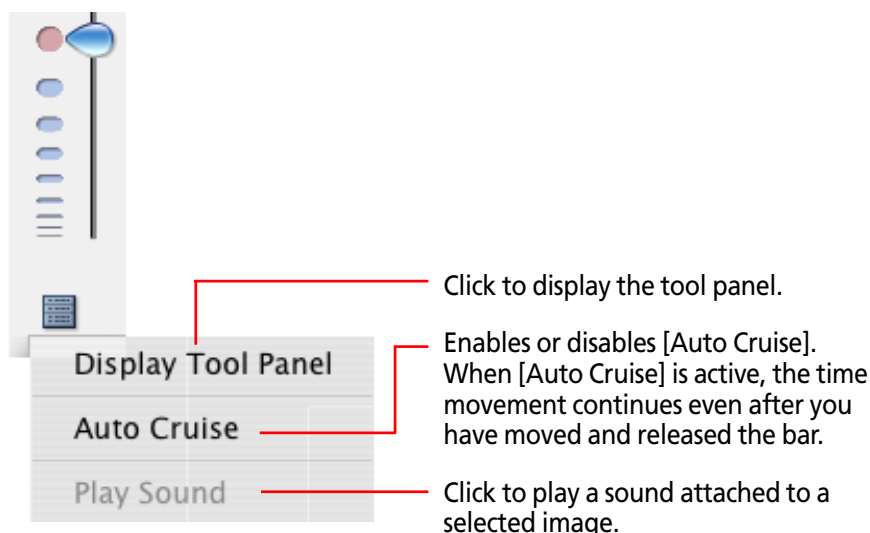 Click to display the tool panel.
Display Tool Panel
Enables or disables [Auto Cruise].
When [Auto Cruise] is active, the time
movement continues even after you
have moved and released the bar.
Auto Cruise
Play Sound
Click to play a sound attached to a
selected image.